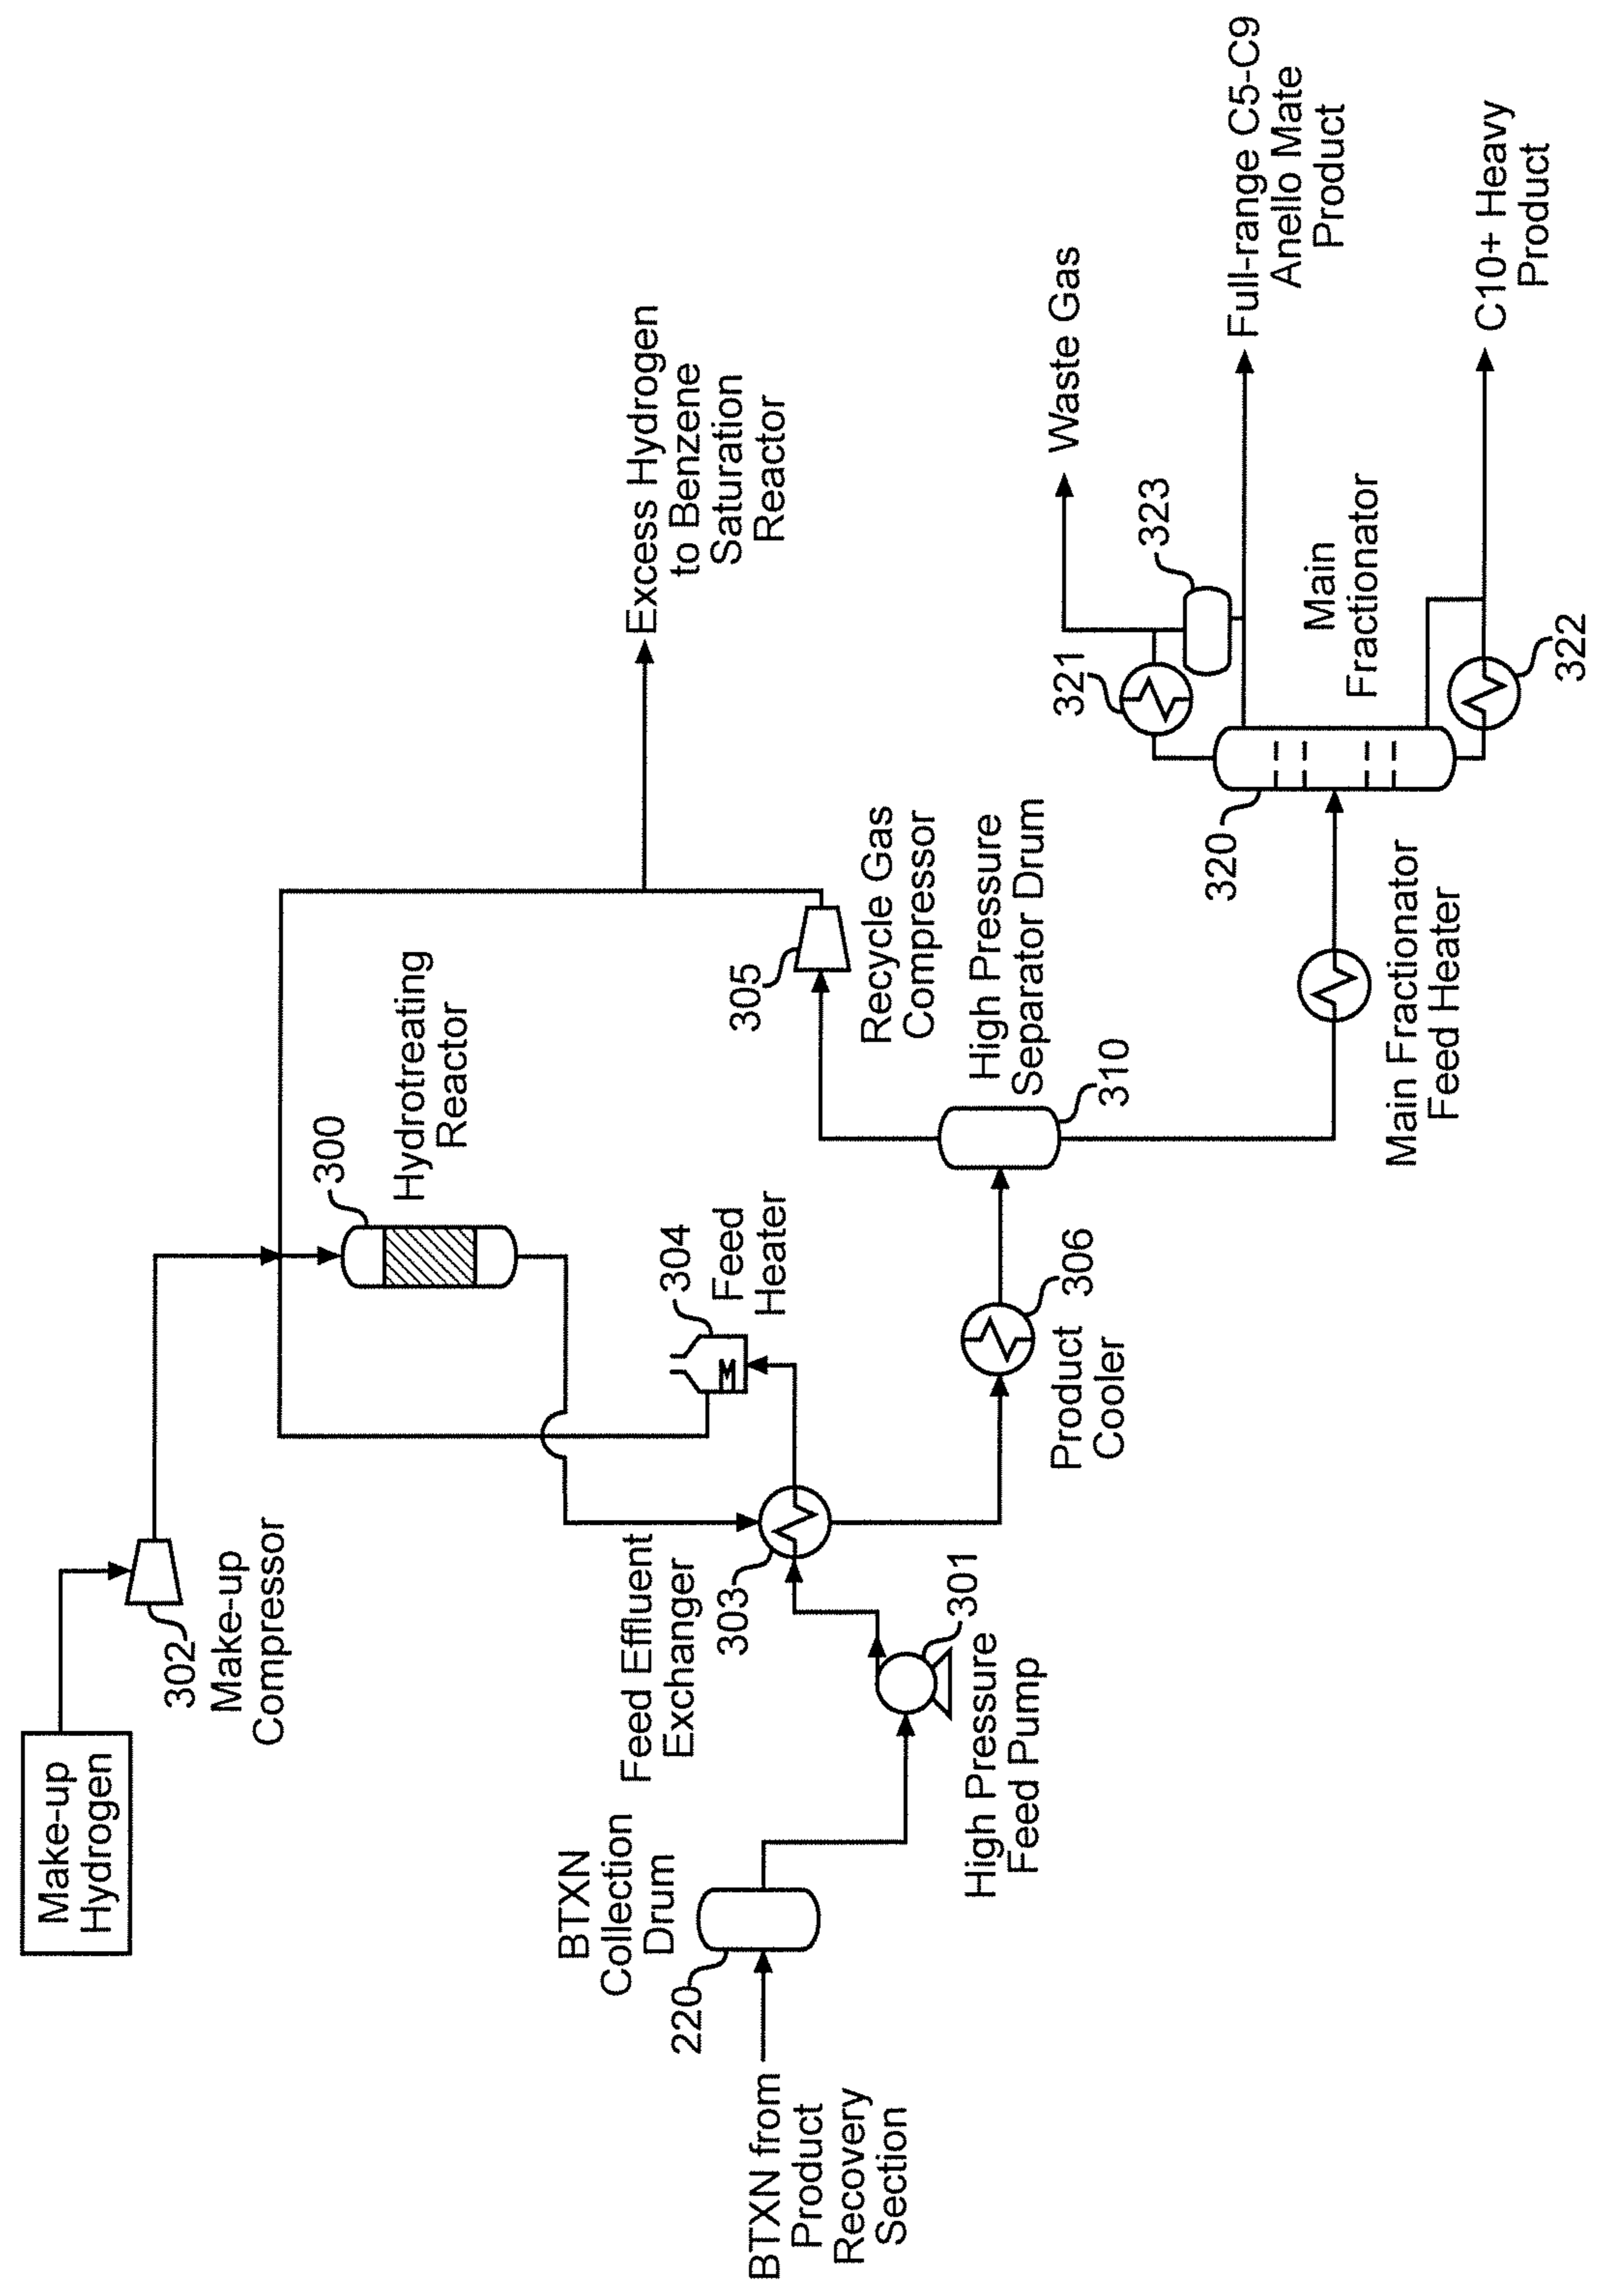 Make-up
Hydrogen
302
Make-up
Compressor
300
Hydrotreating
Reactor
Excess Hydrogen
to Benzene
Saturation
Reactor
BTXN from
Product
Recovery
Section
220
BTXN
Collection
Drum
High Pressure
Feed Pump
301
Feed Effluent
Exchanger
303
304
Feed
Heater
Product
Cooler
306
305
Recycle Gas
Compressor
High Pressure
Separator Drum
310
Main Fractionator
Feed Heater
320
321
323
Main
Fractionator
322
Waste Gas
Full-range C5-C9
Anello Mate
Product
C10+ Heavy
Product